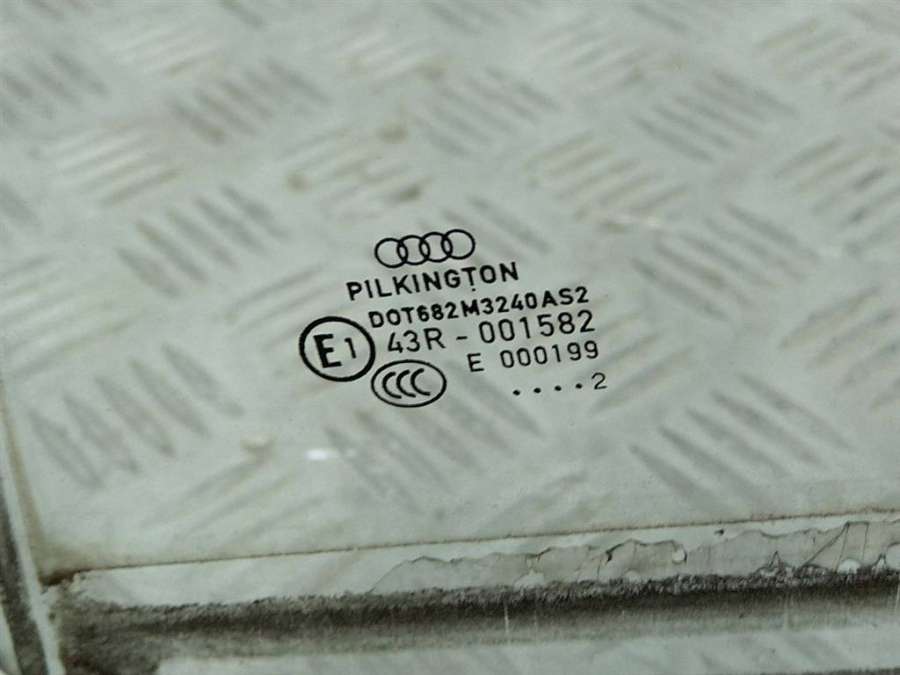 PILKINGTON
DOT682M3240AS2
E1 43R - 001582
E 000199
CCC
....2